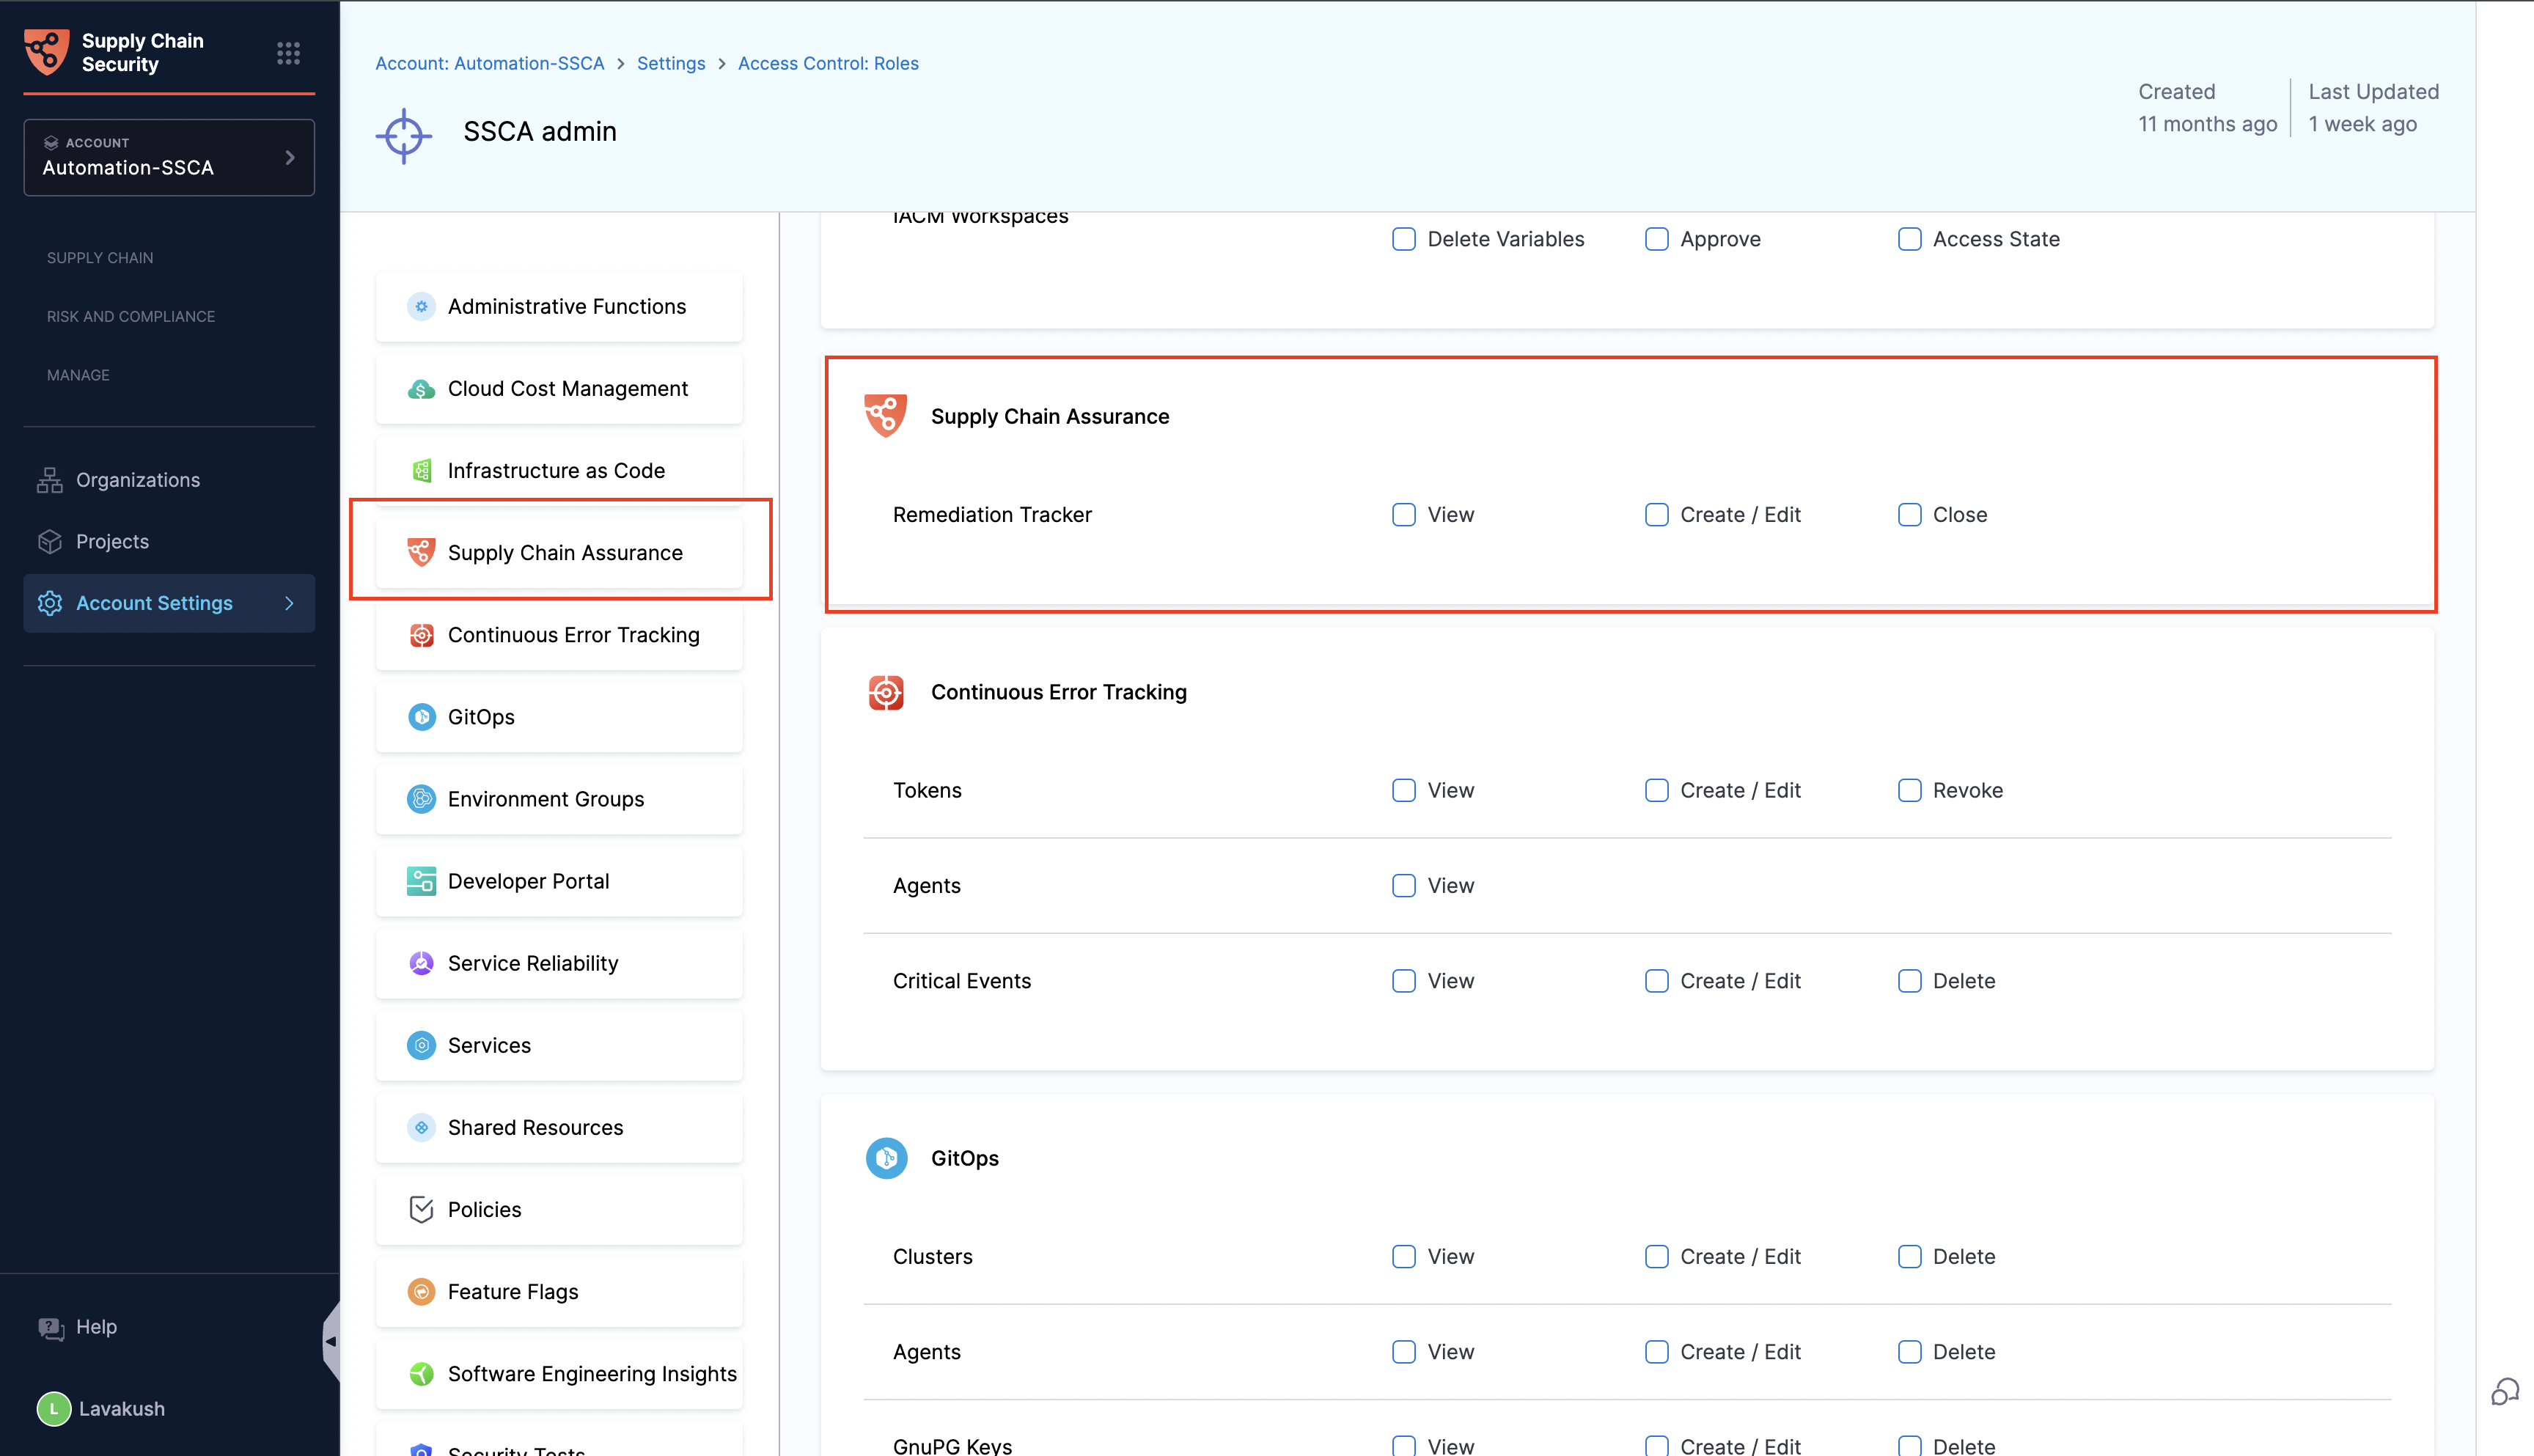 Supply Chain
Security
ACCOUNT
Automation-SSCA
SUPPLY CHAIN
RISK AND COMPLIANCE
MANAGE
Organizations
Projects
Account Settings
Help
L
Lavakush
Account: Automation-SSCA > Settings > Access Control: Roles
SSCA admin
Created
11 months ago
Last Updated
1 week ago
Administrative Functions
Cloud Cost Management
Infrastructure as Code
Supply Chain Assurance
Continuous Error Tracking
GitOps
Environment Groups
Developer Portal
Service Reliability
Services
Shared Resources
Policies
Feature Flags
Software Engineering Insights
Security Tests
IACM Workspaces
Delete Variables Approve Access State
Supply Chain Assurance
Remediation Tracker View Create / Edit Close
Continuous Error Tracking
Tokens View Create / Edit Revoke
Agents View
Critical Events View Create / Edit Delete
GitOps
Clusters View Create / Edit Delete
Agents View Create / Edit Delete
GnuPG Keys View Create / Edit Delete